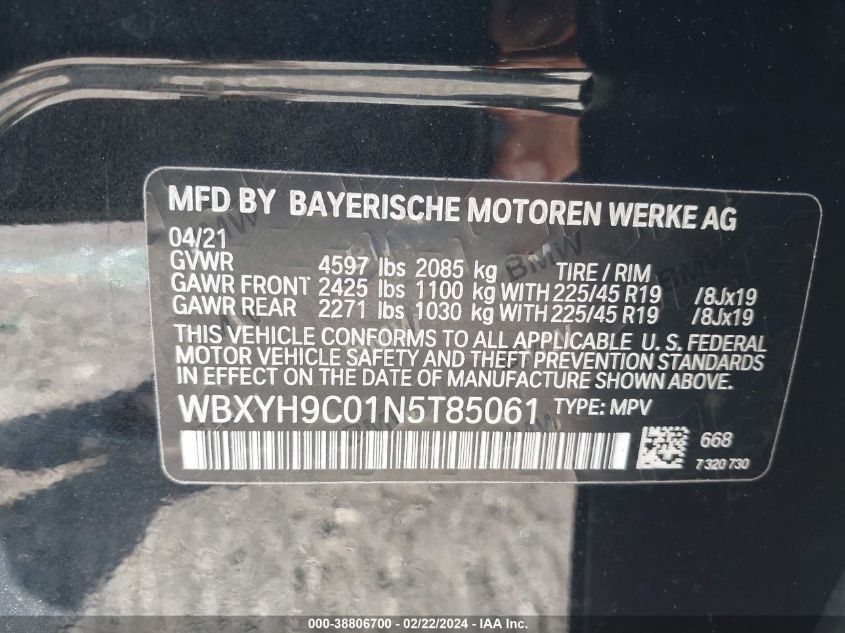 MFD BY BAYERISCHE MOTOREN WERKE AG
04/21
GVWR 4597 lbs 2085 kg TIRE / RIM
GAWR FRONT 2425 lbs 1100 kg WITH 225/45 R19 /8Jx19
GAWR REAR 2271 lbs 1030 kg WITH 225/45 R19 /8Jx19
THIS VEHICLE CONFORMS TO ALL APPLICABLE U. S. FEDERAL
MOTOR VEHICLE SAFETY AND THEFT PREVENTION STANDARDS
IN EFFECT ON THE DATE OF MANUFACTURE SHOWN ABOVE.
WBXYH9C01N5T85061 TYPE: MPV
668
7 320 730
000-38806700 - 02/22/2024 - IAA Inc.